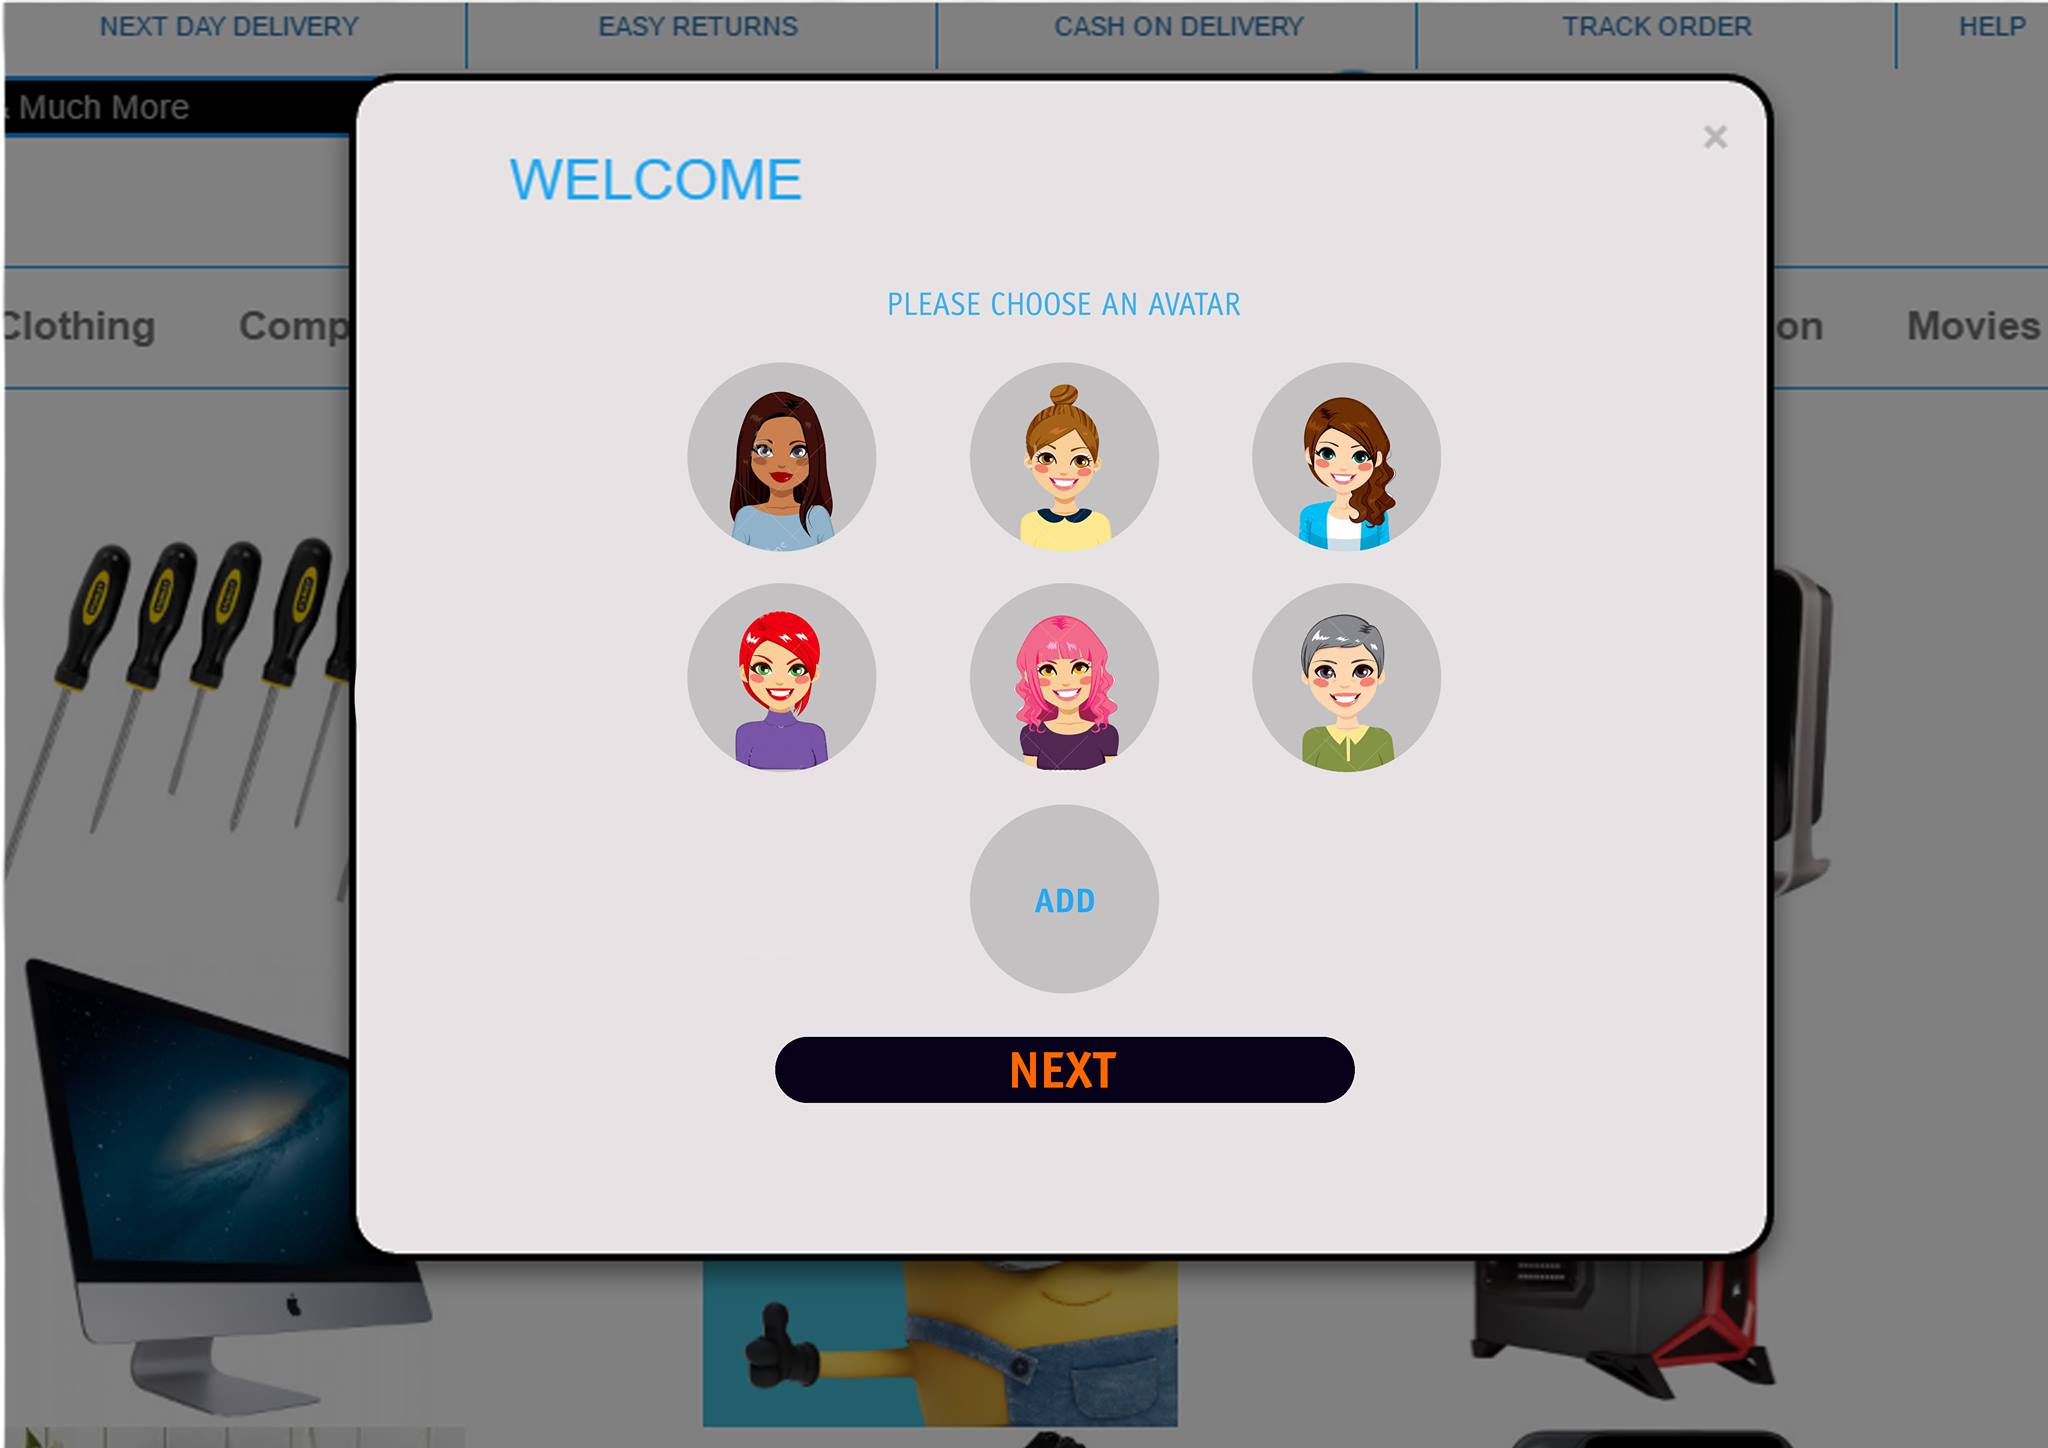 NEXT DAY DELIVERY
EASY RETURNS
CASH ON DELIVERY
TRACK ORDER
HELP
& Much More
WELCOME
×
PLEASE CHOOSE AN AVATAR
Clothing
Comp
on
Movies
ADD
NEXT